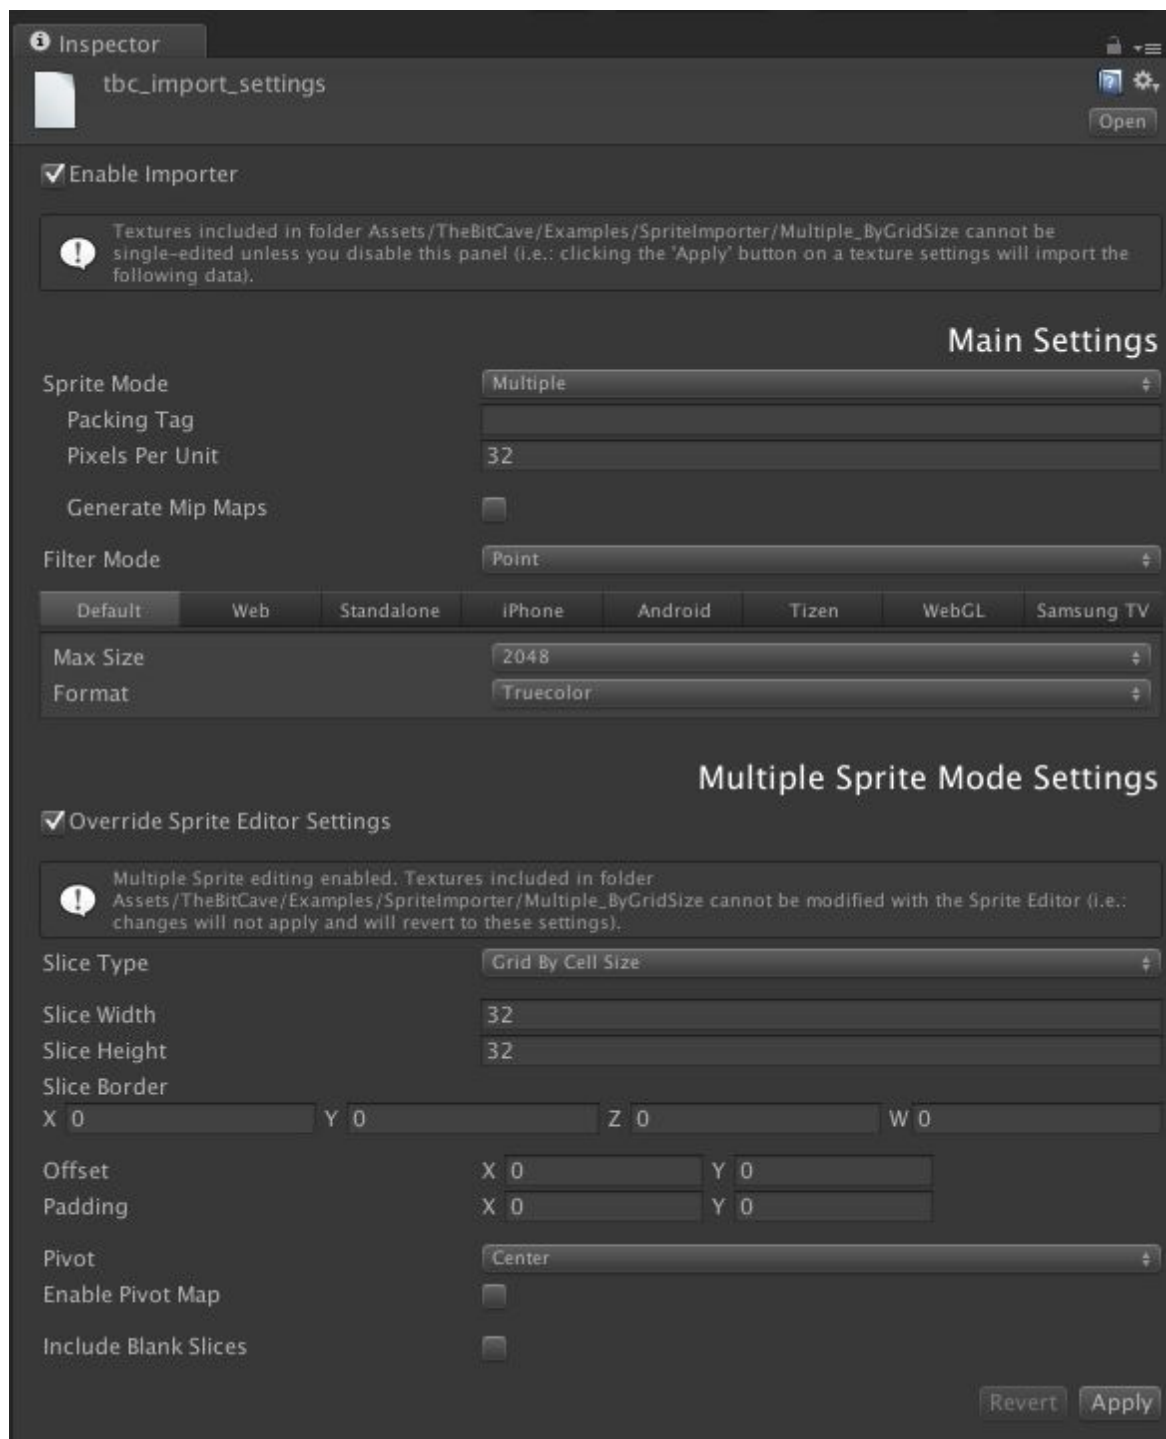 Inspector
tbc_import_settings
Open
Enable Importer
Textures included in folder Assets/TheBitCave/Examples/SpriteImporter/Multiple_ByGridSize cannot be
single-edited unless you disable this panel (i.e.: clicking the 'Apply' button on a texture settings will import the
following data).
Main Settings
Sprite Mode Multiple
Packing Tag
Pixels Per Unit 32
Generate Mip Maps
Filter Mode Point
Default Web Standalone iPhone Android Tizen WebGL Samsung TV
Max Size 2048
Format Truecolor
Multiple Sprite Mode Settings
Override Sprite Editor Settings
Multiple Sprite editing enabled. Textures included in folder
Assets/TheBitCave/Examples/SpriteImporter/Multiple_ByGridSize cannot be modified with the Sprite Editor (i.e.:
changes will not apply and will revert to these settings).
Slice Type Grid By Cell Size
Slice Width 32
Slice Height 32
Slice Border
X 0 Y 0 Z 0 W 0
Offset X 0 Y 0
Padding X 0 Y 0
Pivot Center
Enable Pivot Map
Include Blank Slices
Revert Apply